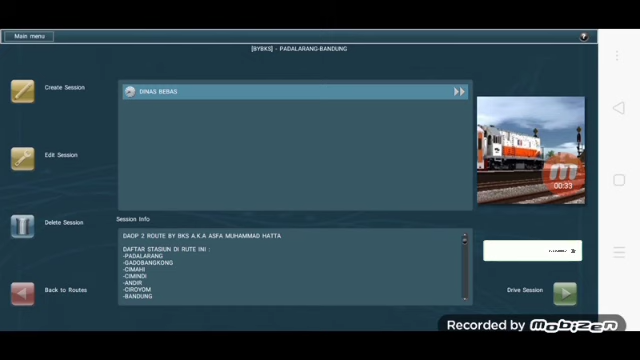 Main menu
?
[BYBKS] - PADALARANG-BANDUNG
Create Session
DINAS BEBAS
Edit Session
00:33
Delete Session
Session Info
DAOP 2 ROUTE BY BKS A.K.A ASFA MUHAMMAD HATTA
DAFTAR STASIUN DI RUTE INI :
-PADALARANG
-GADOBANGKONG
-CIMAHI
-CIMINDI
-ANDIR
-CIROYOM
-BANDUNG
Back to Routes
Drive Session
Recorded by mobizen